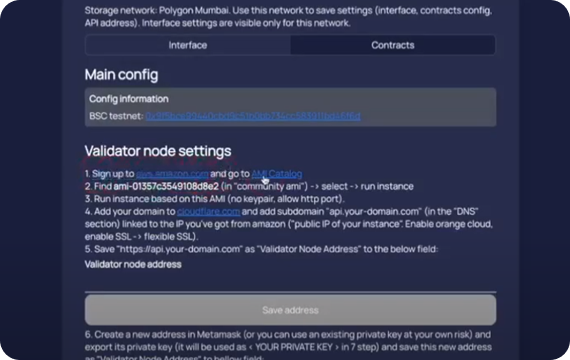 Storage network: Polygon Mumbai. Use this network to save settings (interface, contracts config,
API address). Interface settings are visible only for this network.
Interface
Contracts
Main config
Config information
BSC testnet:
Validator node settings
1. Sign up to and go to AMI Catalog
2. Find ami-01357c3549108d8e2 (in "community ami") -> select -> run instance
3. Run instance based on this AMI (no keypair, allow http port).
4. Add your domain to cloudflare.com and add subdomain "api.your-domain.com" (in the "DNS"
section) linked to the IP you've got from amazon ("public IP of your instance". Enable orange cloud,
enable SSL -> flexible SSL).
5. Save "https://api.your-domain.com" as "Validator Node Address" to the below field:
Validator node address
Save address
6. Create a new address in Metamask (or you can use an existing private key at your own risk) and
export its private key (it will be used as < YOUR PRIVATE KEY > in 7 step) and save this new address
as "Validator Node Address" to bellow field: